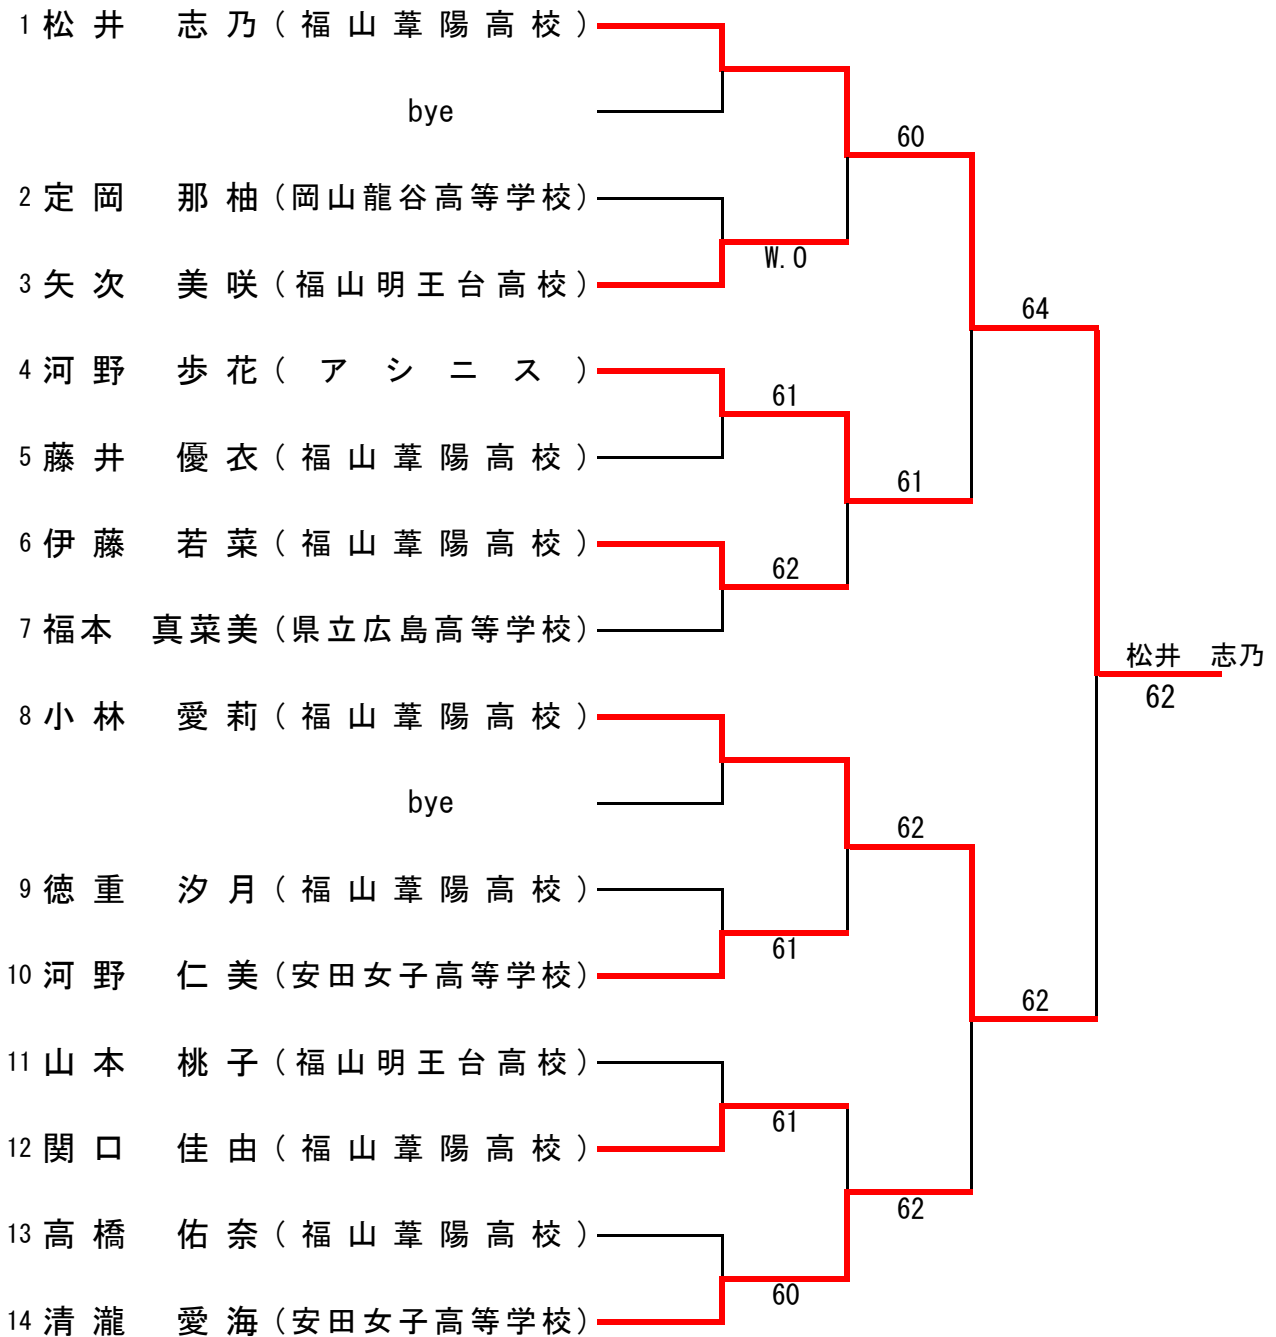 1 松井 志乃 (福山葦陽高校)
bye
60
2 定岡 那柚 (岡山龍谷高等学校)
W.O
3 矢次 美咲 (福山明王台高校)
64
4 河野 歩花 (アシニス)
61
5 藤井 優衣 (福山葦陽高校)
61
6 伊藤 若菜 (福山葦陽高校)
62
7 福本 真菜美 (県立広島高等学校)
松井 志乃
62
8 小林 愛莉 (福山葦陽高校)
bye
62
9 徳重 汐月 (福山葦陽高校)
61
10 河野 仁美 (安田女子高等学校)
62
11 山本 桃子 (福山明王台高校)
61
12 関口 佳由 (福山葦陽高校)
62
13 高橋 佑奈 (福山葦陽高校)
60
14 清瀧 愛海 (安田女子高等学校)